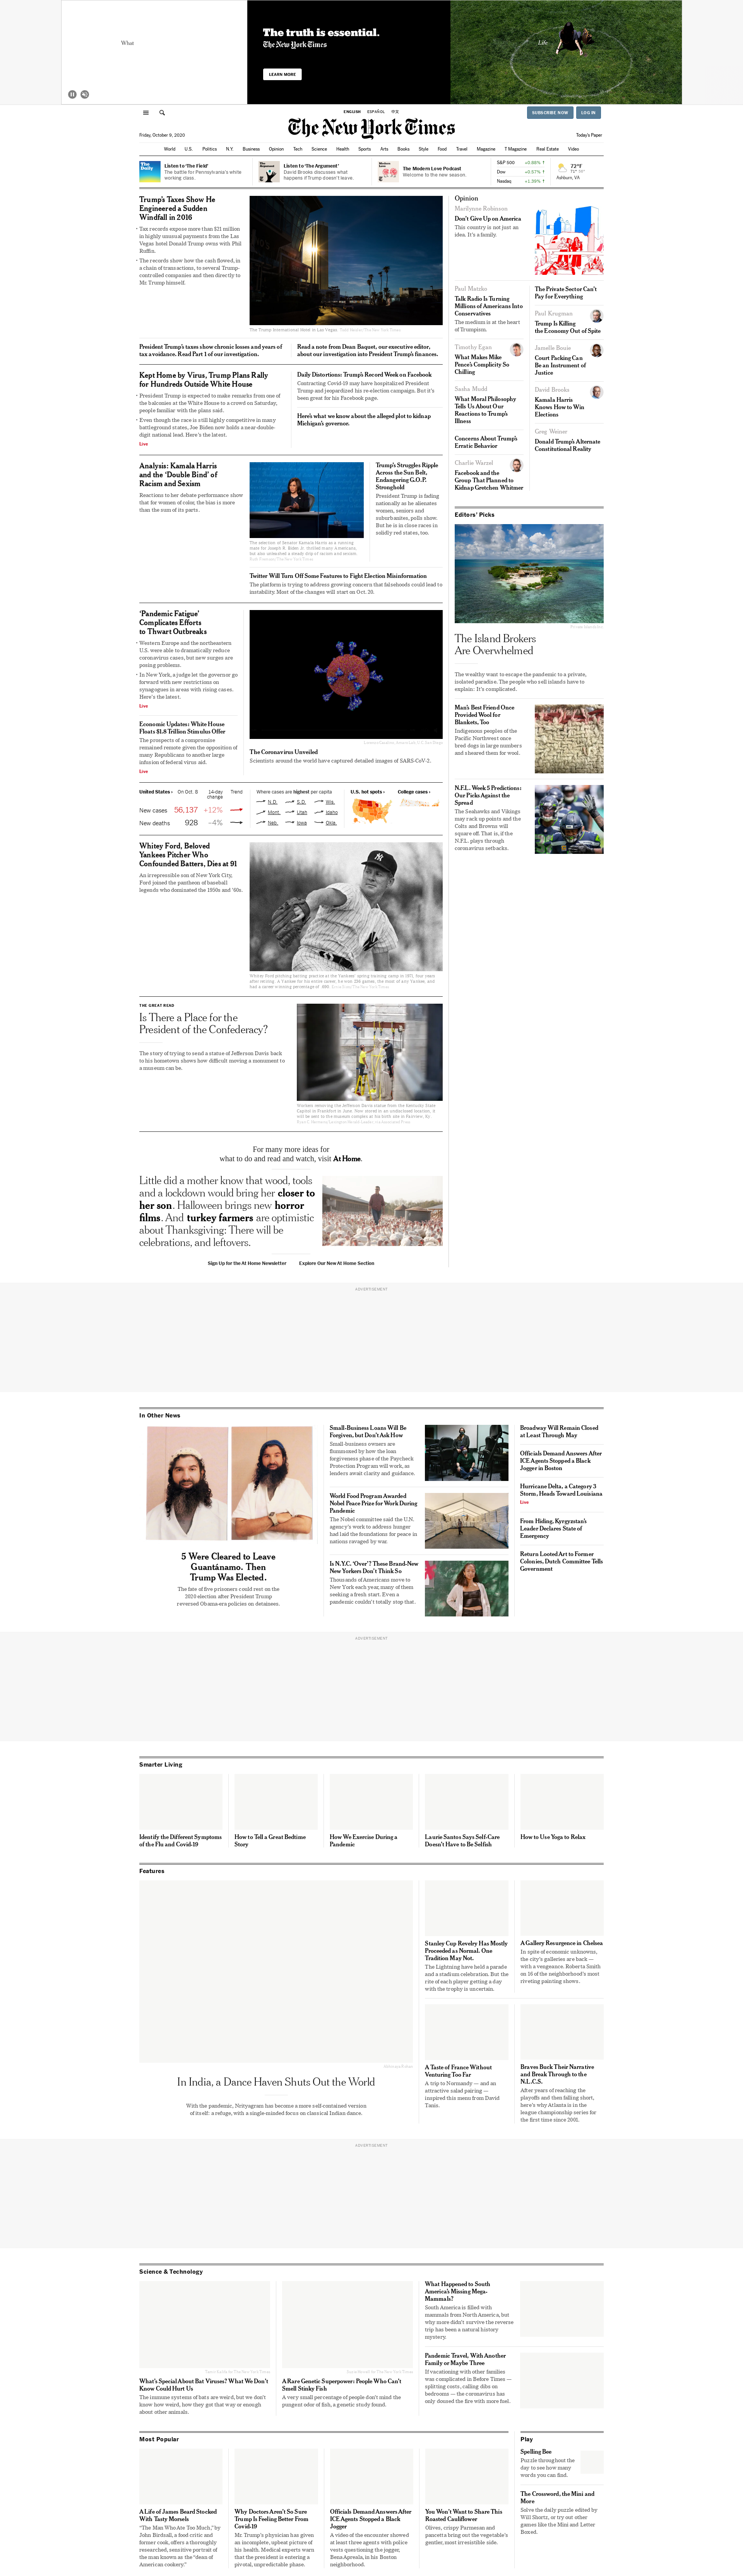 What
The truth is essential.
The New York Times
LEARN MORE
Life
ENGLISH ESPAÑOL 中文
SUBSCRIBE NOW LOG IN
The New York Times
Friday, October 9, 2020
Today's Paper
World U.S. Politics N.Y. Business Opinion Tech Science Health Sports Arts Books Style Food Travel Magazine T Magazine Real Estate Video
Listen to 'The Field'
The battle for Pennsylvania's white
working class.
Listen to 'The Argument'
David Brooks discusses what
happens if Trump doesn't leave.
The Modern Love Podcast
Welcome to the new season.
S&P 500 +0.88% ↑
Dow +0.57% ↑
Nasdaq +1.39% ↑
72°F
Ashburn, VA
Trump's Taxes Show He
Engineered a Sudden
Windfall in 2016
• Tax records expose more than $21 million
in highly unusual payments from the Las
Vegas hotel Donald Trump owns with Phil
Ruffin.
• The records show how the cash flowed, in
a chain of transactions, to several Trump-
controlled companies and then directly to
Mr. Trump himself.
The Trump International Hotel in Las Vegas.
President Trump's taxes show chronic losses and years of
tax avoidance. Read Part 1 of our investigation.
Read a note from Dean Baquet, our executive editor,
about our investigation into President Trump's finances.
Kept Home by Virus, Trump Plans Rally
for Hundreds Outside White House
• President Trump is expected to make remarks from one of
the balconies at the White House to a crowd on Saturday,
people familiar with the plans said.
• Even though the race is still highly competitive in many
battleground states, Joe Biden now holds a near-double-
digit national lead. Here's the latest.
Live
Daily Distortions: Trump's Record Week on Facebook
Contracting Covid-19 may have hospitalized President
Trump and jeopardized his re-election campaign. But it's
been great for his Facebook page.
Here's what we know about the alleged plot to kidnap
Michigan's governor.
Analysis: Kamala Harris
and the 'Double Bind' of
Racism and Sexism
Reactions to her debate performance
show that for women of color, the bias is more
than the sum of its parts.
The selection of Senator Kamala Harris as a running
mate for Joseph R. Biden Jr. thrilled many Americans,
but also unleashed a steady drip of racism and sexism.
Trump's Struggles Ripple
Across the Sun Belt,
Endangering G.O.P.
Stronghold
President Trump is fading
nationally as he alienates
women, seniors and
suburbanites, polls show.
But he is in close races in
solidly red states, too.
Twitter Will Turn Off Some Features to Fight Election Misinformation
The platform is trying to address growing concern that falsehoods could lead to
instability. Most of the changes will start on Oct. 20.
'Pandemic Fatigue'
Complicates Efforts
to Thwart Outbreaks
• Western Europe and the northeastern
U.S. were able to dramatically reduce
coronavirus cases, but new surges are
posing problems.
• In New York, a judge let the governor go
forward with new restrictions on
synagogues in areas with rising cases.
Here's the latest.
Live
Economic Updates: White House
Floats $1.8 Trillion Stimulus Offer
The prospects of a compromise
remained remote given the opposition of
many Republicans to another large
infusion of federal virus aid.
Live
The Coronavirus Unveiled
Scientists around the world have captured detailed images of SARS-CoV-2.
United States › On Oct. 8 14-day change Trend
New cases 56,137 +12%
New deaths 928 –4%
Where cases are highest per capita
N.D. S.D. Wis.
Mont. Utah Idaho
Neb. Iowa Okla.
U.S. hot spots ›
College cases ›
Whitey Ford, Beloved
Yankees Pitcher Who
Confounded Batters, Dies at 91
An irrepressible son of New York City,
Ford joined the pantheon of baseball
legends who dominated the 1950s and '60s.
Whitey Ford pitching batting practice at the Yankees' spring training camp in 1971, four years
after retiring. A Yankee for his entire career, he won 236 games, the most of any Yankee, and
had a career winning percentage of .690.
THE GREAT READ
Is There a Place for the
President of the Confederacy?
The story of trying to send a statue of Jefferson Davis back
to his hometown shows how difficult moving a monument to
a museum can be.
Workers removing the Jefferson Davis statue from the Kentucky State
Capitol in Frankfort in June. Now stored in an undisclosed location, it
will be sent to the museum complex at his birth site in Fairview, Ky.
For many more ideas for
what to do and read and watch, visit At Home.
Little did a mother know that wood, tools
and a lockdown would bring her closer to
her son. Halloween brings new horror
films. And turkey farmers are optimistic
about Thanksgiving: There will be
celebrations, and leftovers.
Sign Up for the At Home Newsletter
Explore Our New At Home Section
Opinion
Marilynne Robinson
Don't Give Up on America
This country is not just an
idea. It's a family.
Paul Matzko
Talk Radio Is Turning
Millions of Americans Into
Conservatives
The medium is at the heart
of Trumpism.
Timothy Egan
What Makes Mike
Pence's Complicity So
Chilling
Sasha Mudd
What Moral Philosophy
Tells Us About Our
Reactions to Trump's
Illness
Concerns About Trump's
Erratic Behavior
Charlie Warzel
Facebook and the
Group That Planned to
Kidnap Gretchen Whitmer
The Private Sector Can't
Pay for Everything
Paul Krugman
Trump Is Killing
the Economy Out of Spite
Jamelle Bouie
Court Packing Can
Be an Instrument of
Justice
David Brooks
Kamala Harris
Knows How to Win
Elections
Greg Weiner
Donald Trump's Alternate
Constitutional Reality
Editors' Picks
The Island Brokers
Are Overwhelmed
The wealthy want to escape the pandemic to a private,
isolated paradise. The people who sell islands have to
explain: It's complicated.
Man's Best Friend Once
Provided Wool for
Blankets, Too
Indigenous peoples of the
Pacific Northwest once
bred dogs in large numbers
and sheared them for wool.
N.F.L. Week 5 Predictions:
Our Picks Against the
Spread
The Seahawks and Vikings
may rack up points and the
Colts and Browns will
square off. That is, if the
N.F.L. plays through
coronavirus setbacks.
ADVERTISEMENT
In Other News
5 Were Cleared to Leave
Guantánamo. Then
Trump Was Elected.
The fate of five prisoners could rest on the
2020 election after President Trump
reversed Obama-era policies on detainees.
Small-Business Loans Will Be
Forgiven, but Don't Ask How
Small-business owners are
flummoxed by how the loan
forgiveness phase of the Paycheck
Protection Program will work, as
lenders await clarity and guidance.
World Food Program Awarded
Nobel Peace Prize for Work During
Pandemic
The Nobel committee said the U.N.
agency's work to address hunger
had laid the foundations for peace in
nations ravaged by war.
Is N.Y.C. 'Over'? These Brand-New
New Yorkers Don't Think So
Thousands of Americans move to
New York each year, many of them
seeking a fresh start. Even a
pandemic couldn't totally stop that.
Broadway Will Remain Closed
at Least Through May
Officials Demand Answers After
ICE Agents Stopped a Black
Jogger in Boston
Hurricane Delta, a Category 3
Storm, Heads Toward Louisiana
Live
From Hiding, Kyrgyzstan's
Leader Declares State of
Emergency
Return Looted Art to Former
Colonies, Dutch Committee Tells
Government
ADVERTISEMENT
Smarter Living
Identify the Different Symptoms
of the Flu and Covid-19
How to Tell a Great Bedtime
Story
How We Exercise During a
Pandemic
Laurie Santos Says Self-Care
Doesn't Have to Be Selfish
How to Use Yoga to Relax
Features
In India, a Dance Haven Shuts Out the World
With the pandemic, Nrityagram has become a more self-contained version
of itself: a refuge, with a single-minded focus on classical Indian dance.
Stanley Cup Revelry Has Mostly
Proceeded as Normal. One
Tradition May Not.
The Lightning have held a parade
and a stadium celebration. But the
rite of each player getting a day
with the trophy is uncertain.
A Gallery Resurgence in Chelsea
In spite of economic unknowns,
the city's galleries are back —
with a vengeance. Roberta Smith
on 16 of the neighborhood's most
riveting painting shows.
A Taste of France Without
Venturing Too Far
A trip to Normandy — and an
attractive salad pairing —
inspired this menu from David
Tanis.
Braves Buck Their Narrative
and Break Through to the
N.L.C.S.
After years of reaching the
playoffs and then falling short,
here's why Atlanta is in the
league championship series for
the first time since 2001.
ADVERTISEMENT
Science & Technology
What's Special About Bat Viruses? What We Don't
Know Could Hurt Us
The immune systems of bats are weird, but we don't
know how weird, how they got that way or enough
about other animals.
A Rare Genetic Superpower: People Who Can't
Smell Stinky Fish
A very small percentage of people don't mind the
pungent odor of fish, a genetic study found.
What Happened to South
America's Missing Mega-
Mammals?
South America is filled with
mammals from North America, but
why more didn't survive the reverse
trip has been a natural history
mystery.
Pandemic Travel, With Another
Family or Maybe Three
If vacationing with other families
was complicated in Before Times —
splitting costs, calling dibs on
bedrooms — the coronavirus has
only doused the fire with more fuel.
Most Popular
A Life of James Beard Stocked
With Tasty Morsels
"The Man Who Ate Too Much," by
John Birdsall, a food critic and
former cook, offers a thoroughly
researched, sensitive portrait of
the man known as the "dean of
American cookery."
Why Doctors Aren't So Sure
Trump Is Feeling Better From
Covid-19
Mr. Trump's physician has given
an incomplete, upbeat picture of
his health. Medical experts warn
that the president is entering a
pivotal, unpredictable phase.
Officials Demand Answers After
ICE Agents Stopped a Black
Jogger
A video of the encounter showed
at least three agents with police
vests questioning the jogger,
Bena Apreala, in his Boston
neighborhood.
You Won't Want to Share This
Roasted Cauliflower
Olives, crispy Parmesan and
pancetta bring out the vegetable's
gentler, most irresistible side.
Play
Spelling Bee
Puzzle throughout the
day to see how many
words you can find.
The Crossword, the Mini and
More
Solve the daily puzzle edited by
Will Shortz, or try out other
games like the Mini and Letter
Boxed.